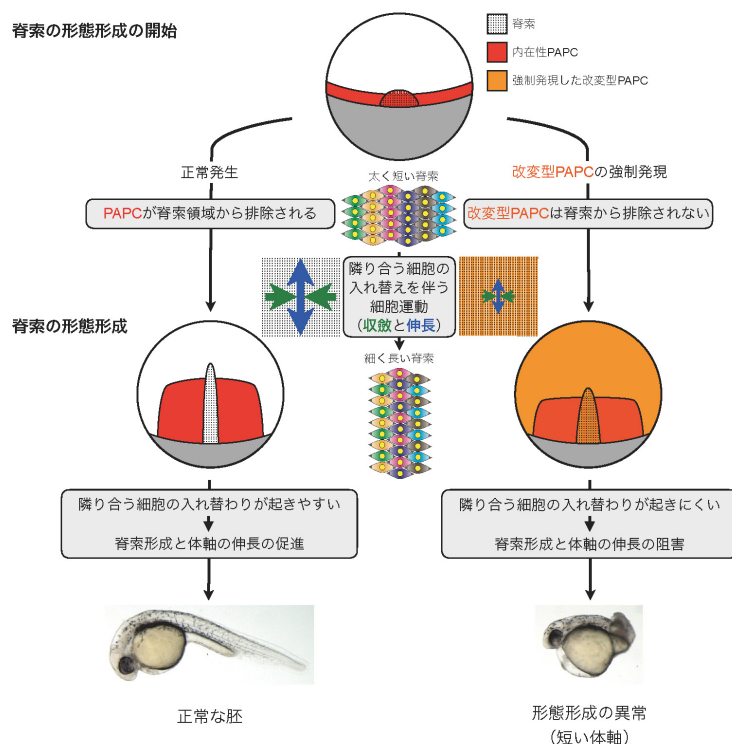 脊索の形態形成の開始
脊索
内在性PAPC
強制発現した改変型PAPC
正常発生
太く短い脊索
改変型PAPCの強制発現
PAPCが脊索領域から排除される
改変型PAPCは脊索から排除されない
隣り合う細胞の
入れ替えを伴う
細胞運動
（収斂と伸長）
脊索の形態形成
細く長い脊索
隣り合う細胞の入れ替わりが起きやすい
脊索形成と体軸の伸長の促進
隣り合う細胞の入れ替わりが起きにくい
脊索形成と体軸の伸長の阻害
正常な胚
形態形成の異常
（短い体軸）